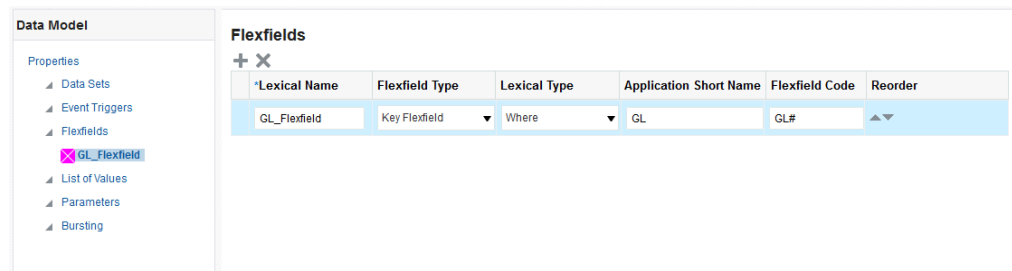 Data Model
Properties
Data Sets
Event Triggers
Flexfields
GL_Flexfield
List of Values
Parameters
Bursting
Flexfields
*Lexical Name Flexfield Type Lexical Type Application Short Name Flexfield Code Reorder
GL_Flexfield Key Flexfield Where GL GL#